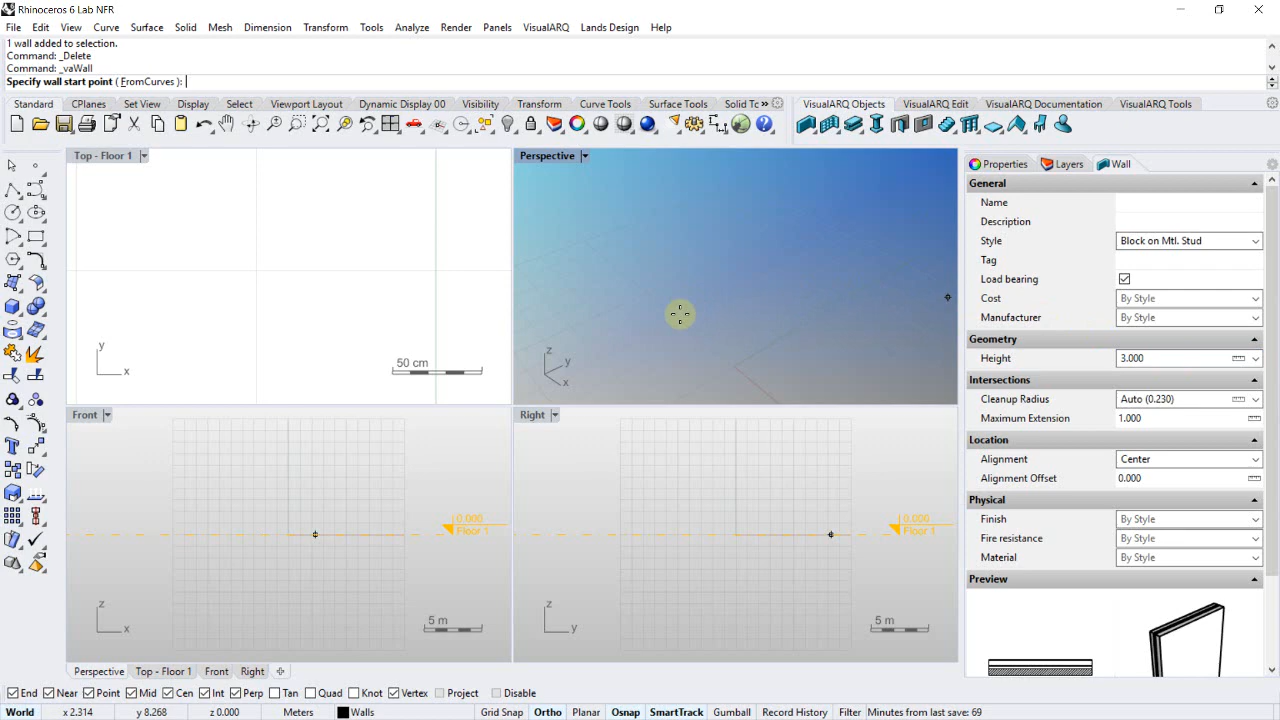 Rhinoceros 6 Lab NFR
File Edit View Curve Surface Solid Mesh Dimension Transform Tools Analyze Render Panels VisualARQ Lands Design Help
1 wall added to selection.
Command: _Delete
Command: _vaWall
Specify wall start point ( FromCurves ):
Standard CPlanes Set View Display Select Viewport Layout Dynamic Display 00 Visibility Transform Curve Tools Surface Tools Solid Tc » VisualARQ Objects VisualARQ Edit VisualARQ Documentation VisualARQ Tools
Top - Floor 1
y
x
50 cm
Perspective
z
y
x
Front
0.000
Floor 1
z
x
5 m
Right
0.000
Floor 1
z
y
5 m
Properties Layers Wall
General
Name
Description
Style Block on Mtl. Stud
Tag
Load bearing
Cost By Style
Manufacturer By Style
Geometry
Height 3.000
Intersections
Cleanup Radius Auto (0.230)
Maximum Extension 1.000
Location
Alignment Center
Alignment Offset 0.000
Physical
Finish By Style
Fire resistance By Style
Material By Style
Preview
Perspective Top - Floor 1 Front Right
End Near Point Mid Cen Int Perp Tan Quad Knot Vertex Project Disable
World x 2.314 y 8.268 z 0.000 Meters Walls Grid Snap Ortho Planar Osnap SmartTrack Gumball Record History Filter Minutes from last save: 69